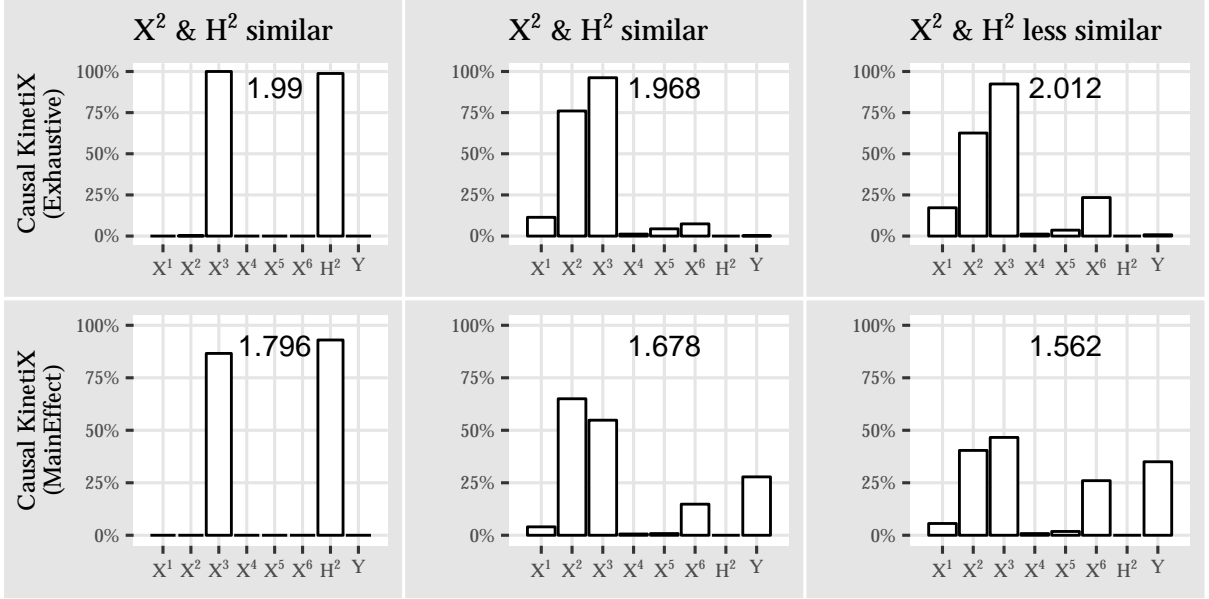 X² & H² similar
X² & H² similar
X² & H² less similar
Causal KinetiX
(Exhaustive)
100%
75%
50%
25%
0%
1.99
X¹ X² X³ X⁴ X⁵ X⁶ H² Y
100%
75%
50%
25%
0%
1.968
X¹ X² X³ X⁴ X⁵ X⁶ H² Y
100%
75%
50%
25%
0%
2.012
X¹ X² X³ X⁴ X⁵ X⁶ H² Y
Causal KinetiX
(MainEffect)
100%
75%
50%
25%
0%
1.796
X¹ X² X³ X⁴ X⁵ X⁶ H² Y
100%
75%
50%
25%
0%
1.678
X¹ X² X³ X⁴ X⁵ X⁶ H² Y
100%
75%
50%
25%
0%
1.562
X¹ X² X³ X⁴ X⁵ X⁶ H² Y